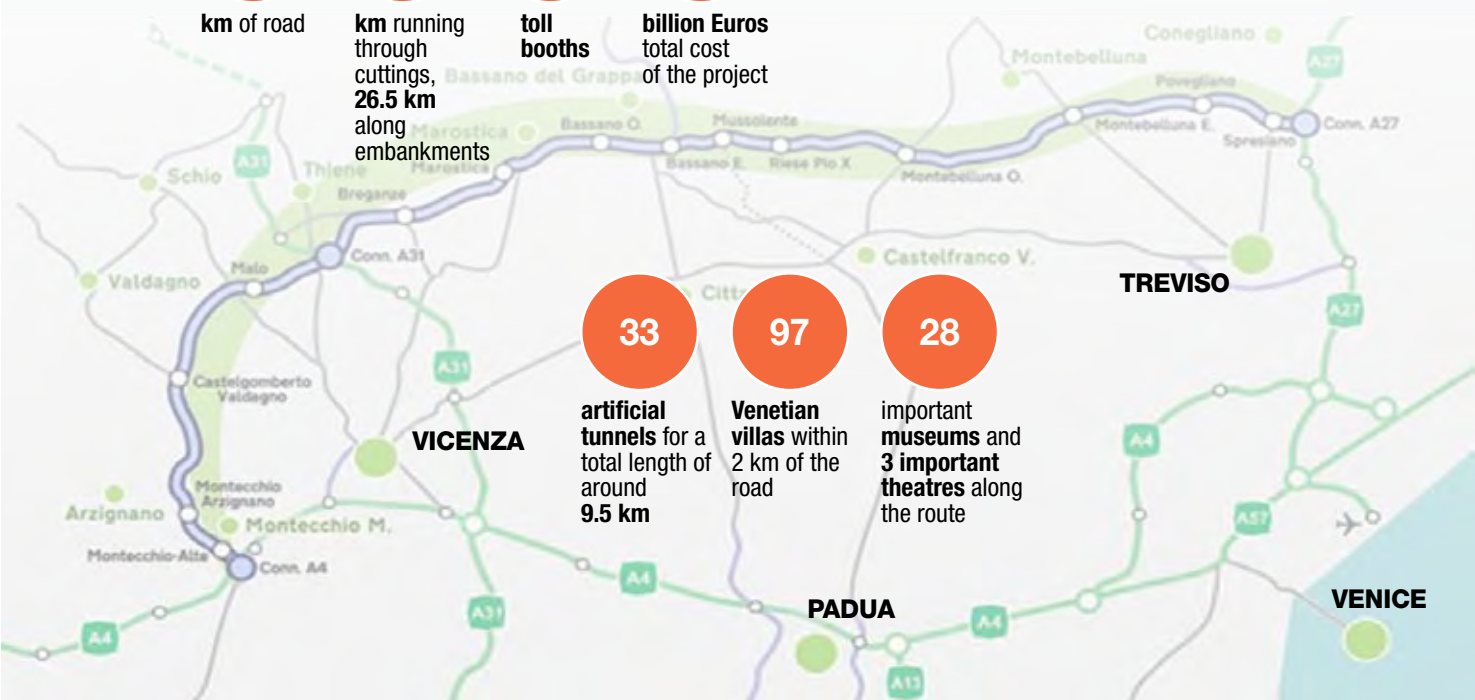 km of road
km running
through
cuttings,
26.5 km
along
embankments
toll
booths
billion Euros
total cost
of the project
Conegliano
A27
Montebelluna
Bassano del Grappa
Povegliano
Marostica
Bassano O.
Mussolente
Montebelluna E.
Conn. A27
Spresiano
A31
Thiene
Schio
Marostica
Bassano E.
Riese Pio X
Montebelluna O.
Breganze
Conn. A31
Castelfranco V.
Malo
Valdagno
TREVISO
33
97
28
A27
A31
Castelgomberto
Valdagno
artificial
tunnels for a
total length of
around
9.5 km
Venetian
villas within
2 km of the
road
important
museums and
3 important
theatres along
the route
VICENZA
A4
Montecchio
Arzignano
Arzignano
Montecchio M.
A57
Montecchio-Alte
Conn. A4
A4
A31
PADUA
A4
VENICE
A4
A13